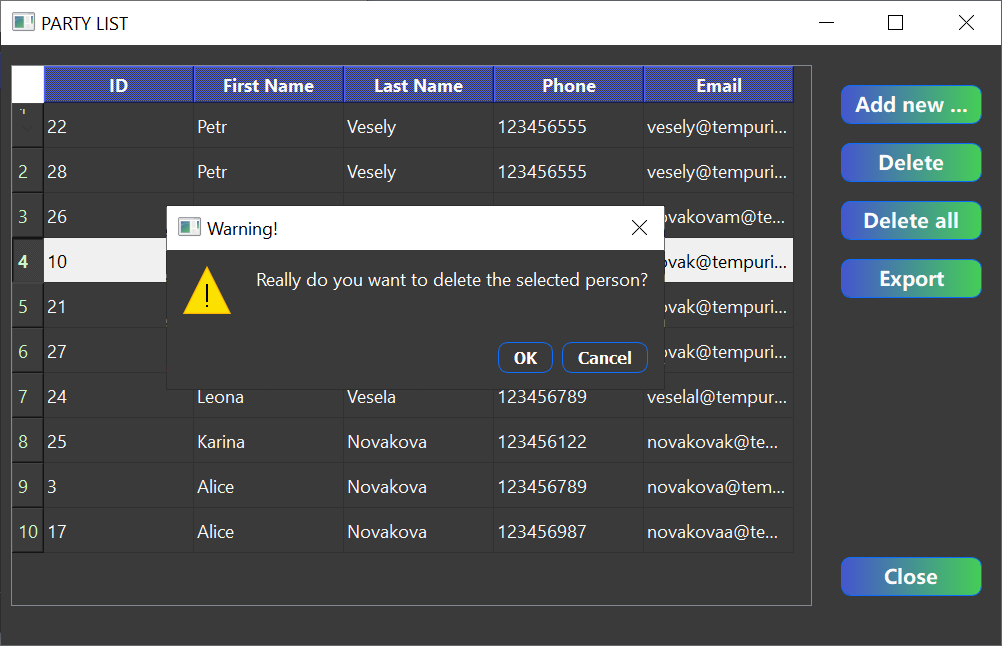 PARTY LIST
ID First Name Last Name Phone Email
1 22 Petr Vesely 123456555 vesely@tempuri...
2 28 Petr Vesely 123456555 vesely@tempuri...
3 26 ovakovam@te...
4 10 ovak@tempuri...
5 21 ovak@tempuri...
6 27 ovak@tempuri...
7 24 Leona Vesela 123456789 veselal@tempur...
8 25 Karina Novakova 123456122 novakovak@te...
9 3 Alice Novakova 123456789 novakova@tem...
10 17 Alice Novakova 123456987 novakovaa@te...
Warning!
Really do you want to delete the selected person?
OK Cancel
Add new ...
Delete
Delete all
Export
Close